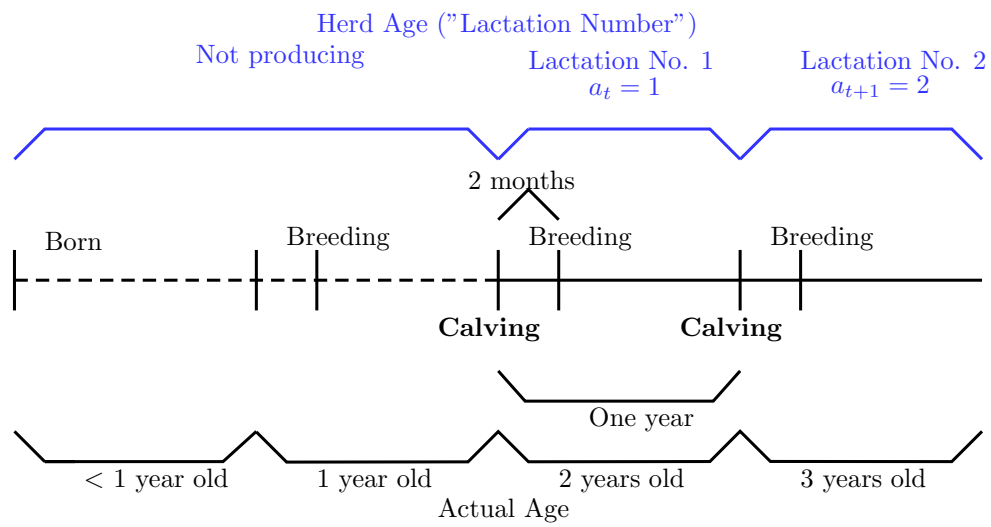 Herd Age ("Lactation Number")
Not producing
Lactation No. 1
a_t = 1
Lactation No. 2
a_{t+1} = 2
2 months
Born
Breeding
Breeding
Breeding
Calving
Calving
One year
< 1 year old
1 year old
2 years old
3 years old
Actual Age